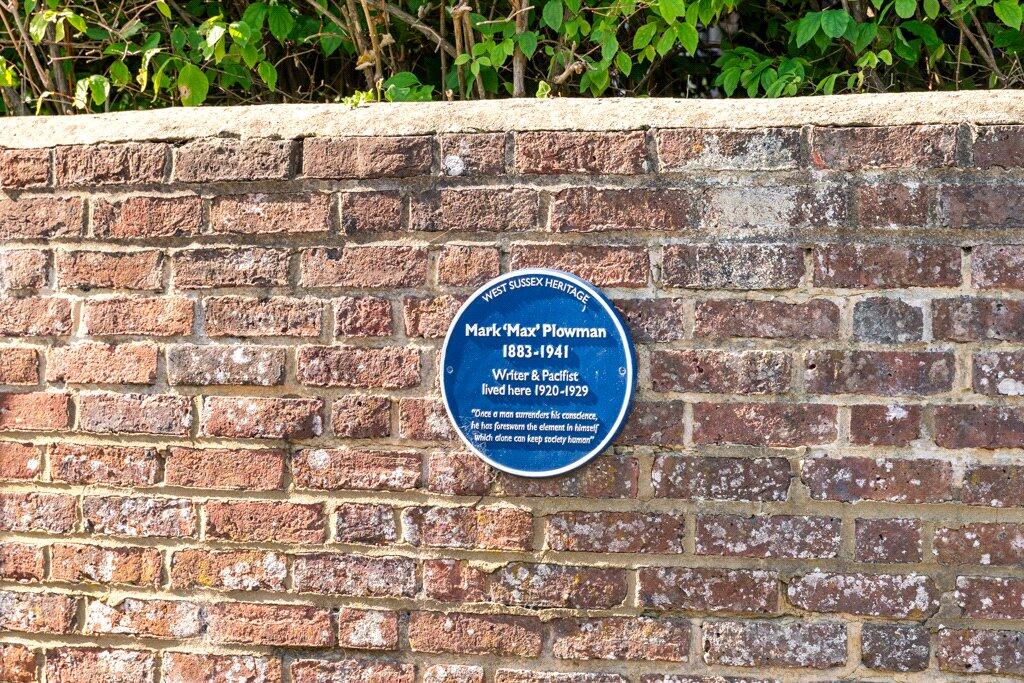 WEST SUSSEX HERITAGE
Mark ‘Max’ Plowman
1883-1941
Writer & Pacifist
lived here 1920-1929
"Once a man surrenders his conscience,
he has foresworn the element in himself
which alone can keep society human"